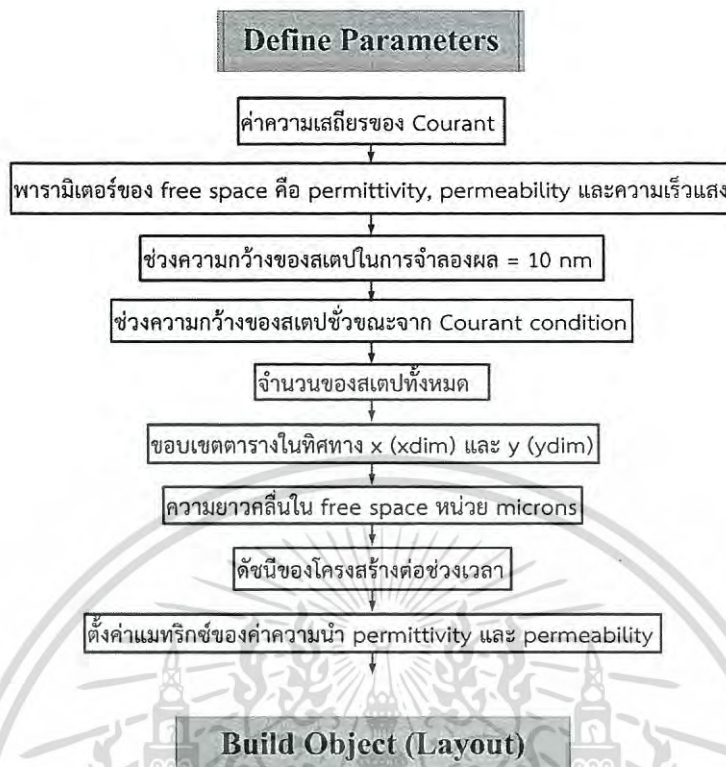 Define Parameters
ค่าความเสถียรของ Courant
พารามิเตอร์ของ free space คือ permittivity, permeability และความเร็วแสง
ช่วงความกว้างของสเตปในการจำลองผล = 10 nm
ช่วงความกว้างของสเตปชั่วขณะจาก Courant condition
จำนวนของสเตปทั้งหมด
ขอบเขตตารางในทิศทาง x (xdim) และ y (ydim)
ความยาวคลื่นใน free space หน่วย microns
ดัชนีของโครงสร้างต่อช่วงเวลา
ตั้งค่าแมทริกซ์ของค่าความนำ permittivity และ permeability
Build Object (Layout)